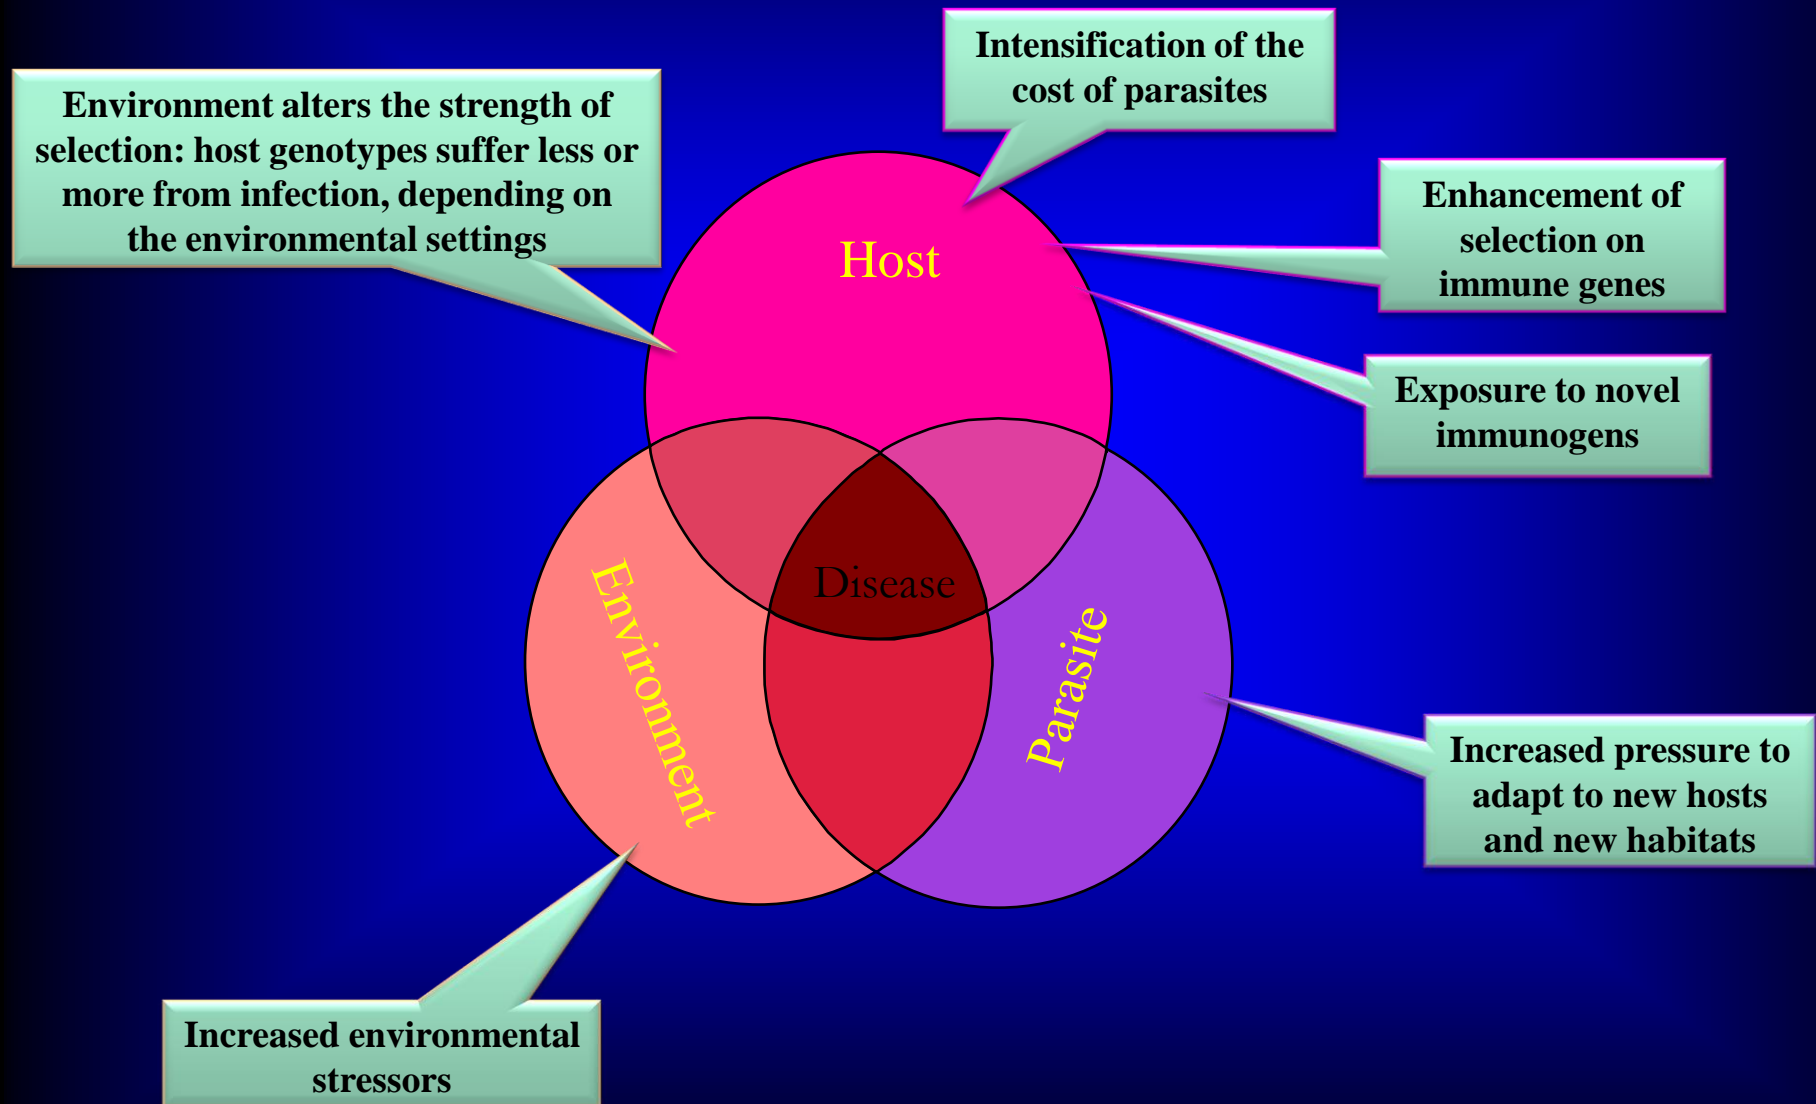 Intensification of the
cost of parasites
Environment alters the strength of
selection: host genotypes suffer less or
more from infection, depending on
the environmental settings
Enhancement of
selection on
immune genes
Host
Exposure to novel
immunogens
Disease
Environment
Parasite
Increased pressure to
adapt to new hosts
and new habitats
Increased environmental
stressors